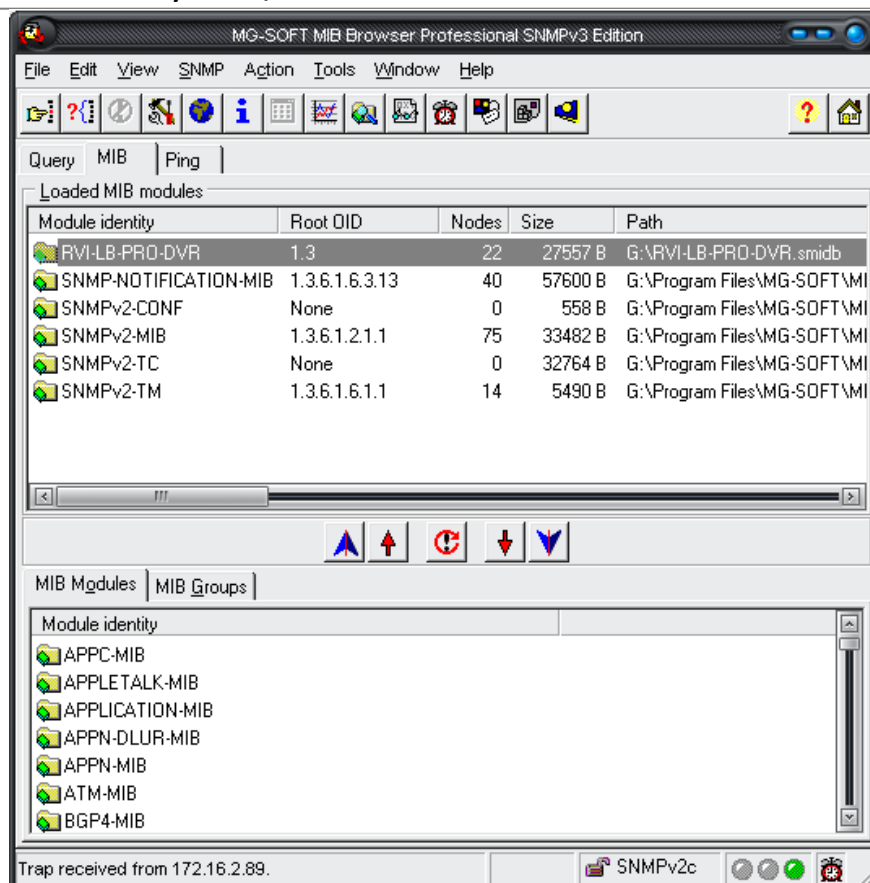 MG-SOFT MIB Browser Professional SNMPv3 Edition
File Edit View SNMP Action Tools Window Help
Query MIB Ping
Loaded MIB modules
Module identity Root OID Nodes Size Path
RVI-LB-PRO-DVR 1.3 22 27557 B G:\RVI-LB-PRO-DVR.smidb
SNMP-NOTIFICATION-MIB 1.3.6.1.6.3.13 40 57600 B G:\Program Files\MG-SOFT\MI
SNMPv2-CONF None 0 558 B G:\Program Files\MG-SOFT\MI
SNMPv2-MIB 1.3.6.1.2.1.1 75 33482 B G:\Program Files\MG-SOFT\MI
SNMPv2-TC None 0 32764 B G:\Program Files\MG-SOFT\MI
SNMPv2-TM 1.3.6.1.6.1.1 14 5490 B G:\Program Files\MG-SOFT\MI
MIB Modules MIB Groups
Module identity
APPC-MIB
APPLETALK-MIB
APPLICATION-MIB
APPN-DLUR-MIB
APPN-MIB
ATM-MIB
BGP4-MIB
Trap received from 172.16.2.89. SNMPv2c